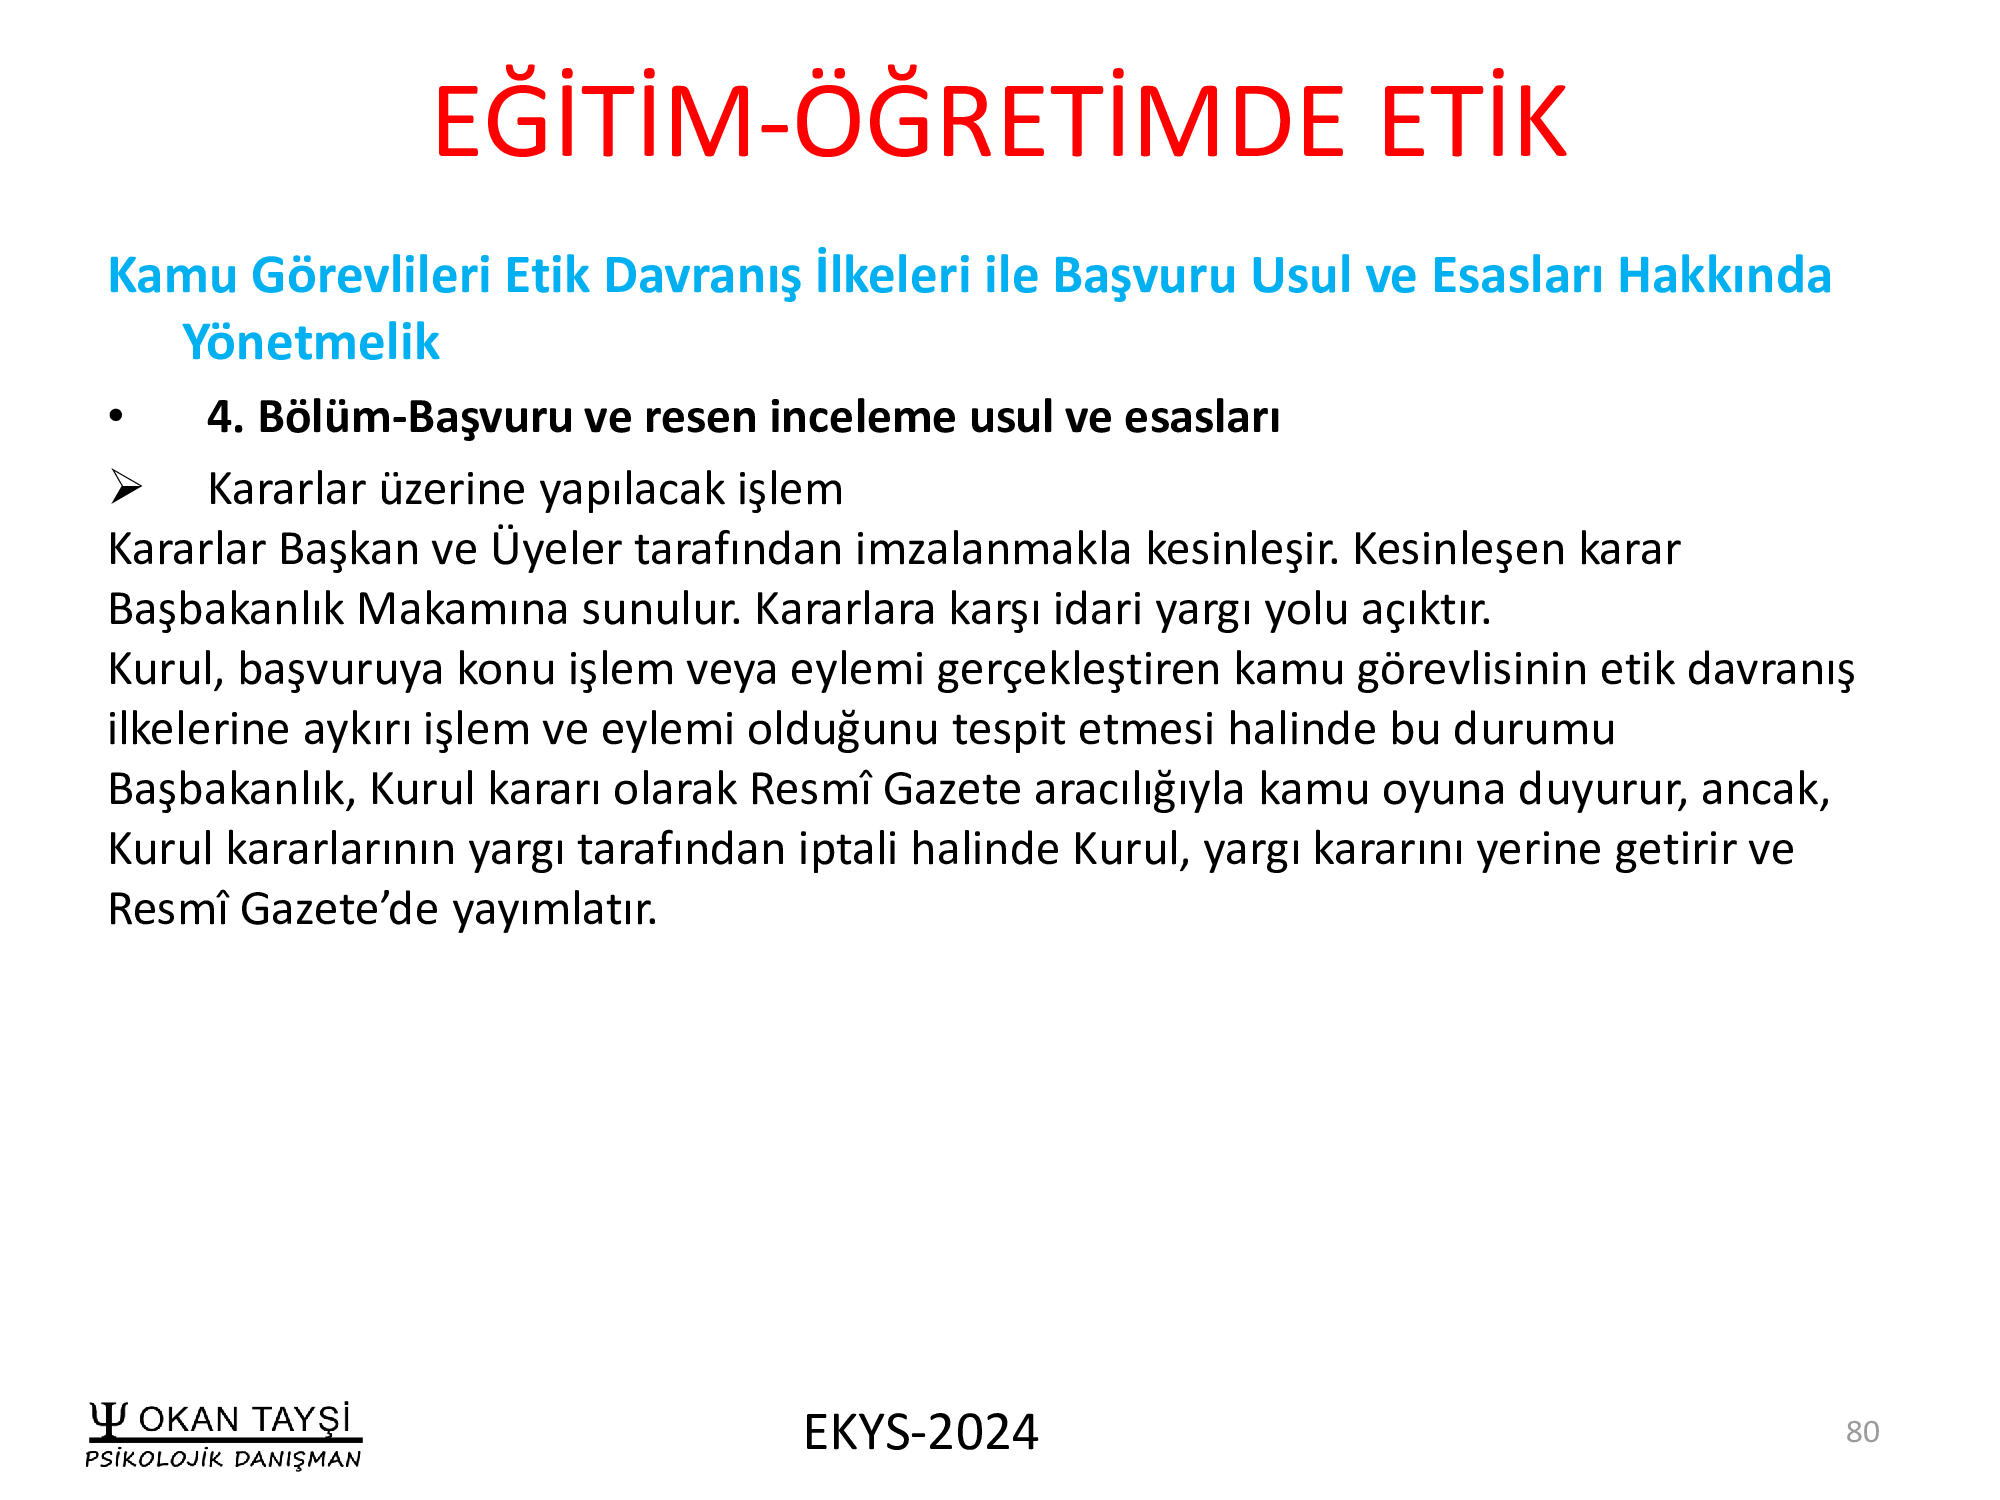 EĞİTİM-ÖĞRETİMDE ETİK
Kamu Görevlileri Etik Davranış İlkeleri ile Başvuru Usul ve Esasları Hakkında
Yönetmelik
• 4. Bölüm-Başvuru ve resen inceleme usul ve esasları
➢ Kararlar üzerine yapılacak işlem
Kararlar Başkan ve Üyeler tarafından imzalanmakla kesinleşir. Kesinleşen karar
Başbakanlık Makamına sunulur. Kararlara karşı idari yargı yolu açıktır.
Kurul, başvuruya konu işlem veya eylemi gerçekleştiren kamu görevlisinin etik davranış
ilkelerine aykırı işlem ve eylemi olduğunu tespit etmesi halinde bu durumu
Başbakanlık, Kurul kararı olarak Resmî Gazete aracılığıyla kamu oyuna duyurur, ancak,
Kurul kararlarının yargı tarafından iptali halinde Kurul, yargı kararını yerine getirir ve
Resmî Gazete’de yayımlatır.
Ψ OKAN TAYŞİ
PSİKOLOJİK DANIŞMAN
EKYS-2024
80